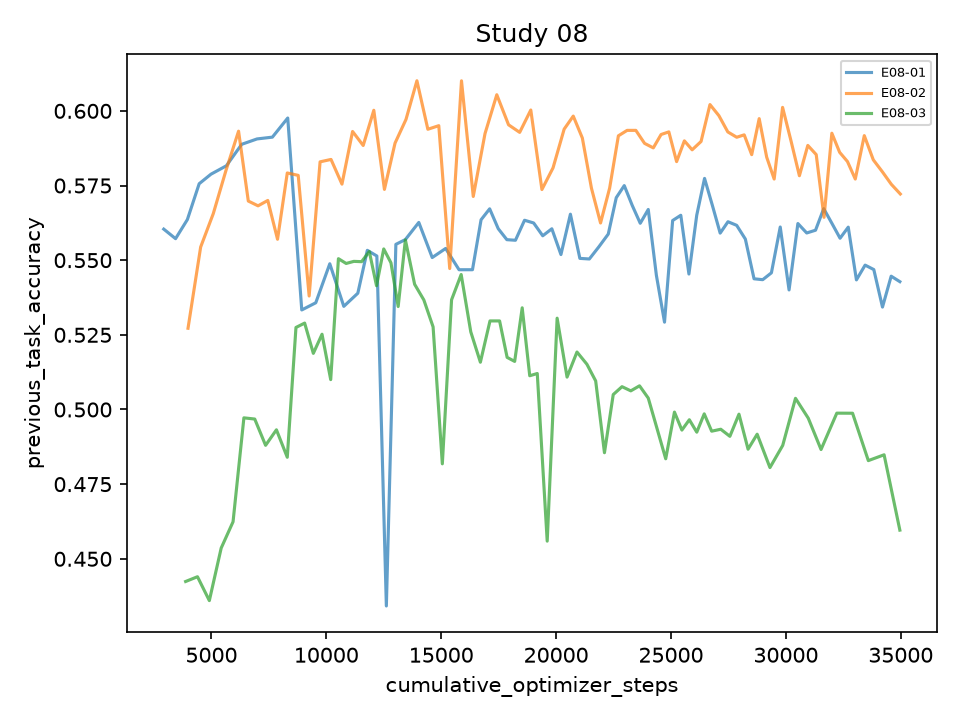 Study 08
E08-01
E08-02
E08-03
previous_task_accuracy
0.600
0.575
0.550
0.525
0.500
0.475
0.450
5000 10000 15000 20000 25000 30000 35000
cumulative_optimizer_steps